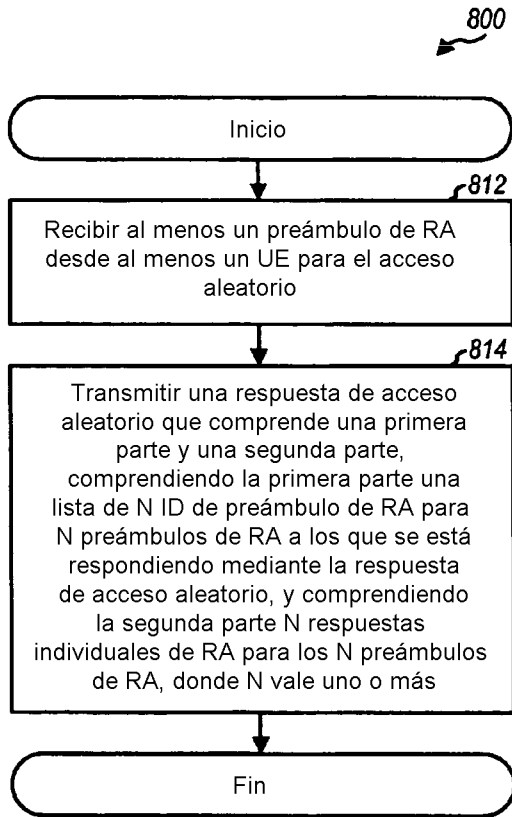 800
Inicio
812
Recibir al menos un preámbulo de RA
desde al menos un UE para el acceso
aleatorio
814
Transmitir una respuesta de acceso
aleatorio que comprende una primera
parte y una segunda parte,
comprendiendo la primera parte una
lista de N ID de preámbulo de RA para
N preámbulos de RA a los que se está
respondiendo mediante la respuesta
de acceso aleatorio, y comprendiendo
la segunda parte N respuestas
individuales de RA para los N preámbulos
de RA, donde N vale uno o más
Fin